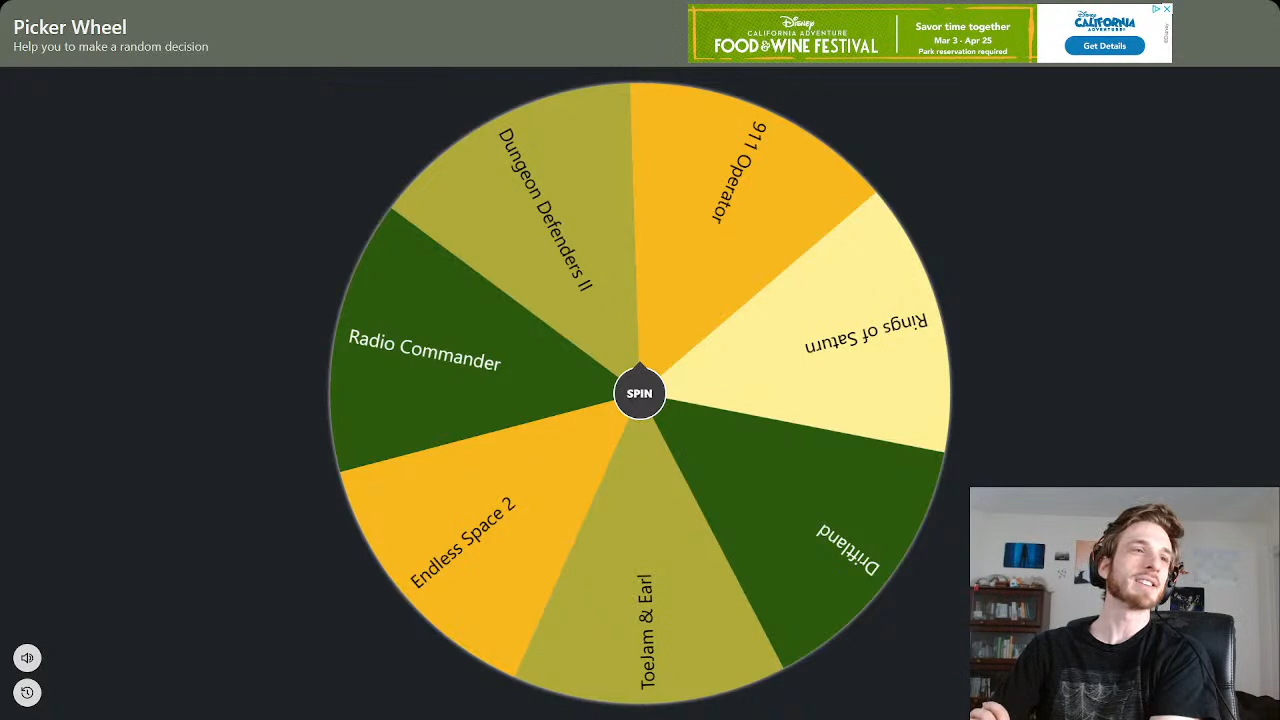 Picker Wheel
Help you to make a random decision
Disney
CALIFORNIA ADVENTURE
FOOD & WINE FESTIVAL
Savor time together
Mar 3 - Apr 25
Park reservation required
Disney
CALIFORNIA
ADVENTURE
Get Details
©Disney
Dungeon Defenders II
911 Operator
Rings of Saturn
Radio Commander
SPIN
Endless Space 2
Driftland
ToeJam & Earl